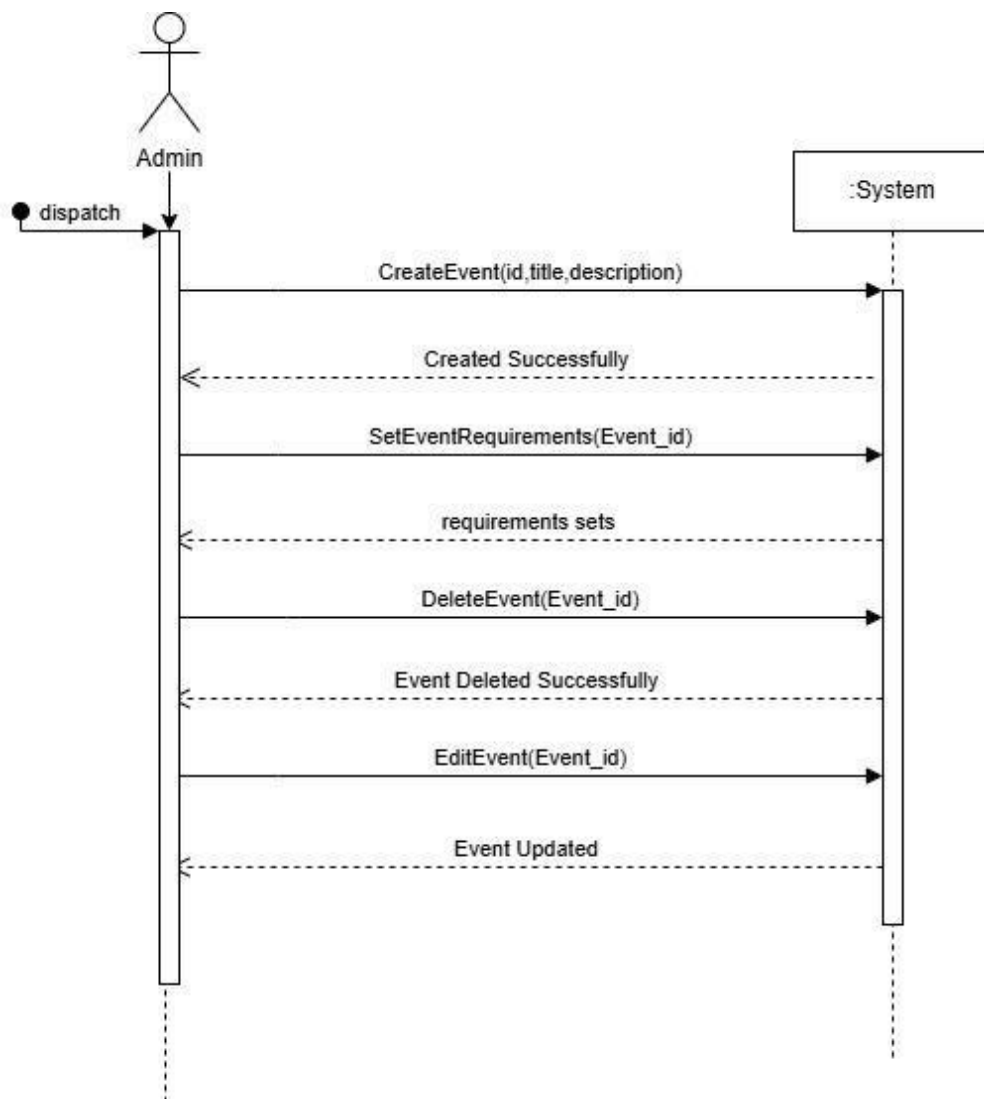 Admin
:System
dispatch
CreateEvent(id,title,description)
Created Successfully
SetEventRequirements(Event_id)
requirements sets
DeleteEvent(Event_id)
Event Deleted Successfully
EditEvent(Event_id)
Event Updated